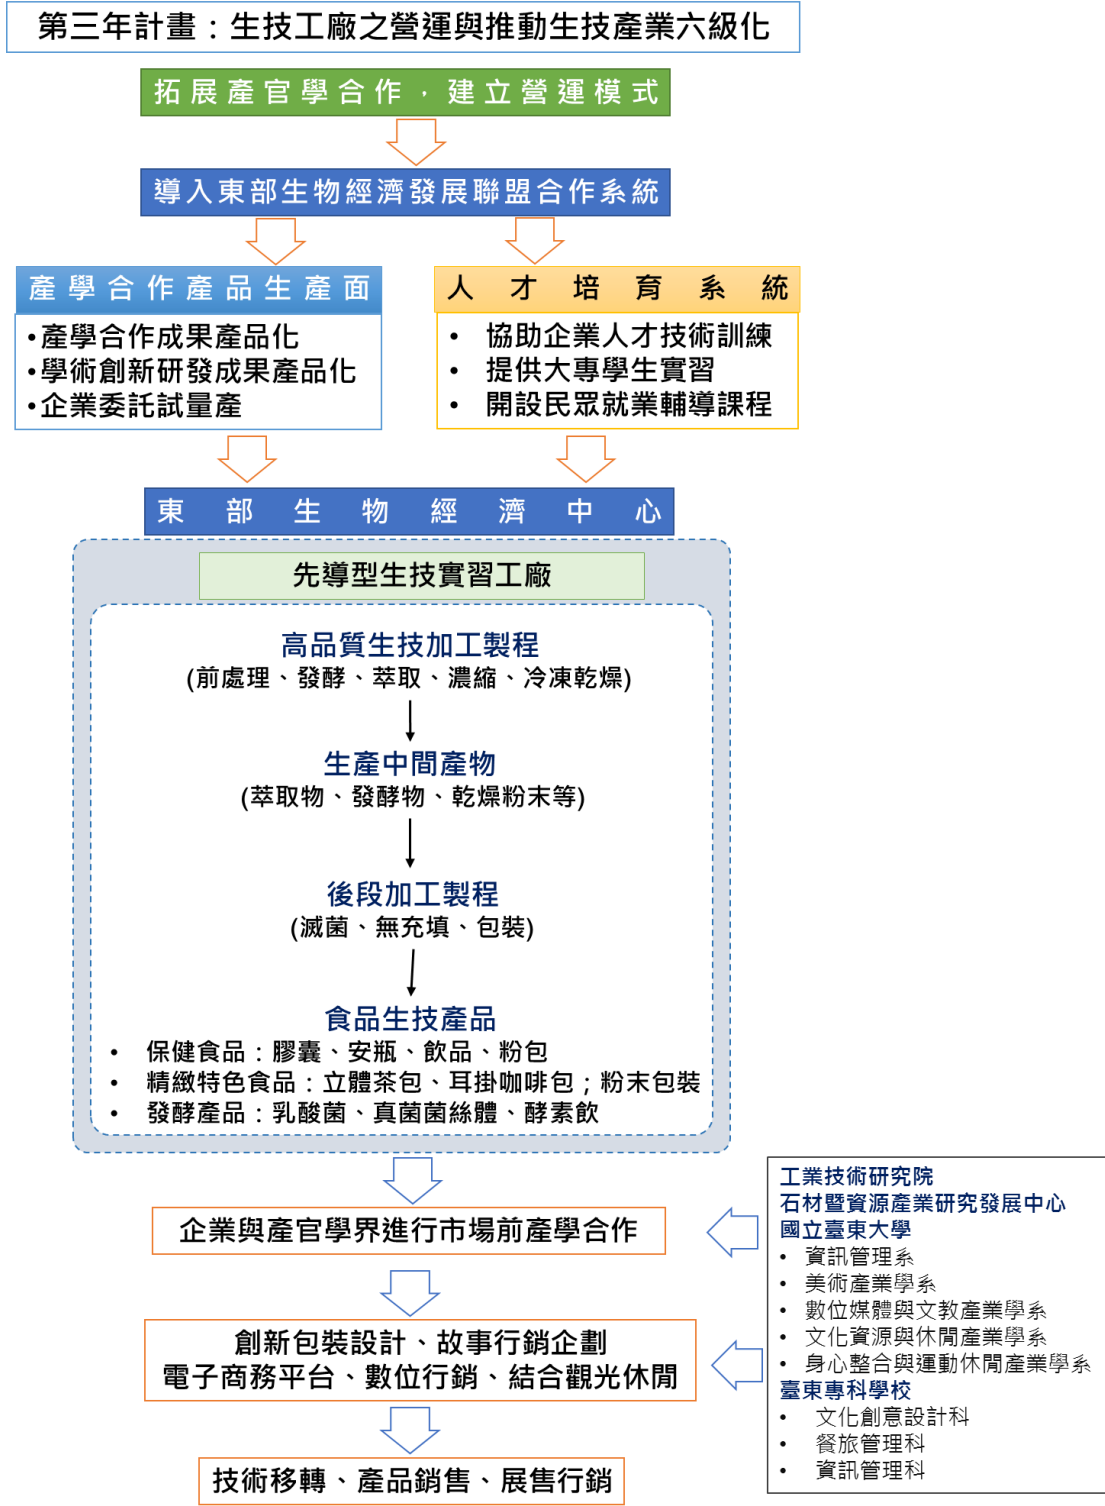 第三年計畫：生技工廠之營運與推動生技產業六級化
拓展產官學合作，建立營運模式
導入東部生物經濟發展聯盟合作系統
產學合作產品生產面
•產學合作成果產品化
•學術創新研發成果產品化
•企業委託試量產
人才培育系統
• 協助企業人才技術訓練
• 提供大專學生實習
• 開設民眾就業輔導課程
東部生物經濟中心
先導型生技實習工廠
高品質生技加工製程
(前處理、發酵、萃取、濃縮、冷凍乾燥)
生產中間產物
(萃取物、發酵物、乾燥粉末等)
後段加工製程
(滅菌、無充填、包裝)
食品生技產品
• 保健食品：膠囊、安瓶、飲品、粉包
• 精緻特色食品：立體茶包、耳掛咖啡包；粉末包裝
• 發酵產品：乳酸菌、真菌菌絲體、酵素飲
企業與產官學界進行市場前產學合作
創新包裝設計、故事行銷企劃
電子商務平台、數位行銷、結合觀光休閒
技術移轉、產品銷售、展售行銷
工業技術研究院
石材暨資源產業研究發展中心
國立臺東大學
• 資訊管理系
• 美術產業學系
• 數位媒體與文教產業學系
• 文化資源與休閒產業學系
• 身心整合與運動休閒產業學系
臺東專科學校
• 文化創意設計科
• 餐旅管理科
• 資訊管理科